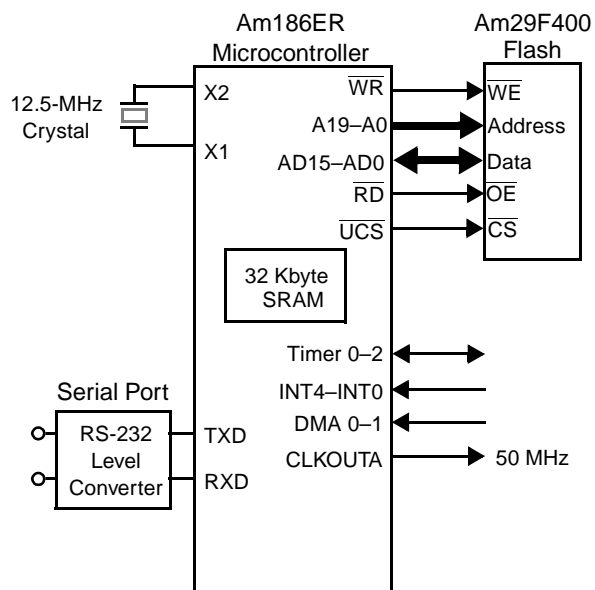 Am186ER
Microcontroller
Am29F400
Flash
12.5-MHz
Crystal
X2
X1
WR
A19–A0
AD15–AD0
RD
UCS
WE
Address
Data
OE
CS
32 Kbyte
SRAM
Timer 0–2
INT4–INT0
DMA 0–1
CLKOUTA
50 MHz
Serial Port
RS-232
Level
Converter
TXD
RXD